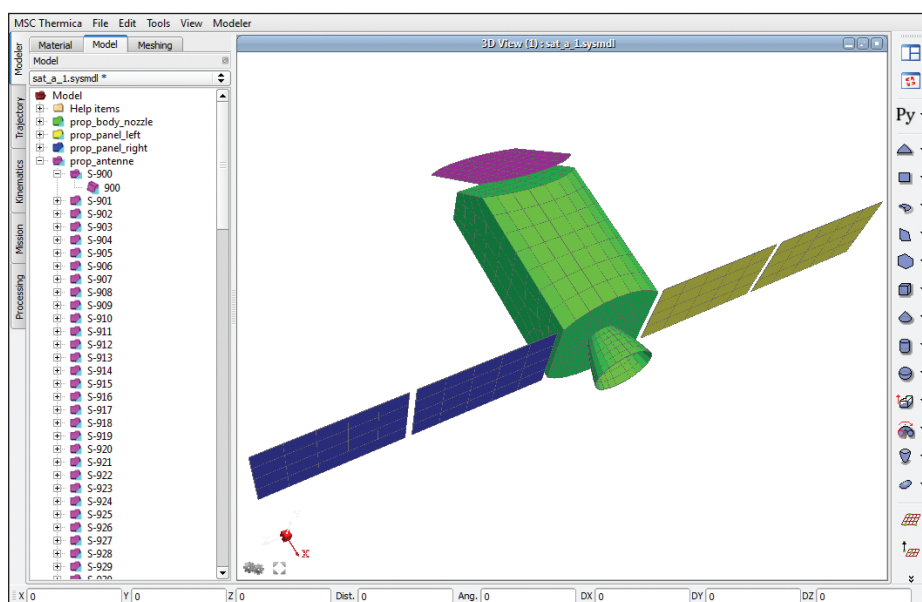 MSC Thermica File Edit Tools View Modeler
Modeler
Trajectory
Kinematics
Mission
Processing
Material Model Meshing
Model
sat_a_1.sysmdl *
Model
Help items
prop_body_nozzle
prop_panel_left
prop_panel_right
prop_antenne
S-900
900
S-901
S-902
S-903
S-904
S-905
S-906
S-907
S-908
S-909
S-910
S-911
S-912
S-913
S-914
S-915
S-916
S-917
S-918
S-919
S-920
S-921
S-922
S-923
S-924
S-925
S-926
S-927
S-928
S-929
3D View (1) : sat_a_1.sysmdl
X
Py
X 0 Y 0 Z 0 Dist. 0 Ang. 0 DX 0 DY 0 DZ 0